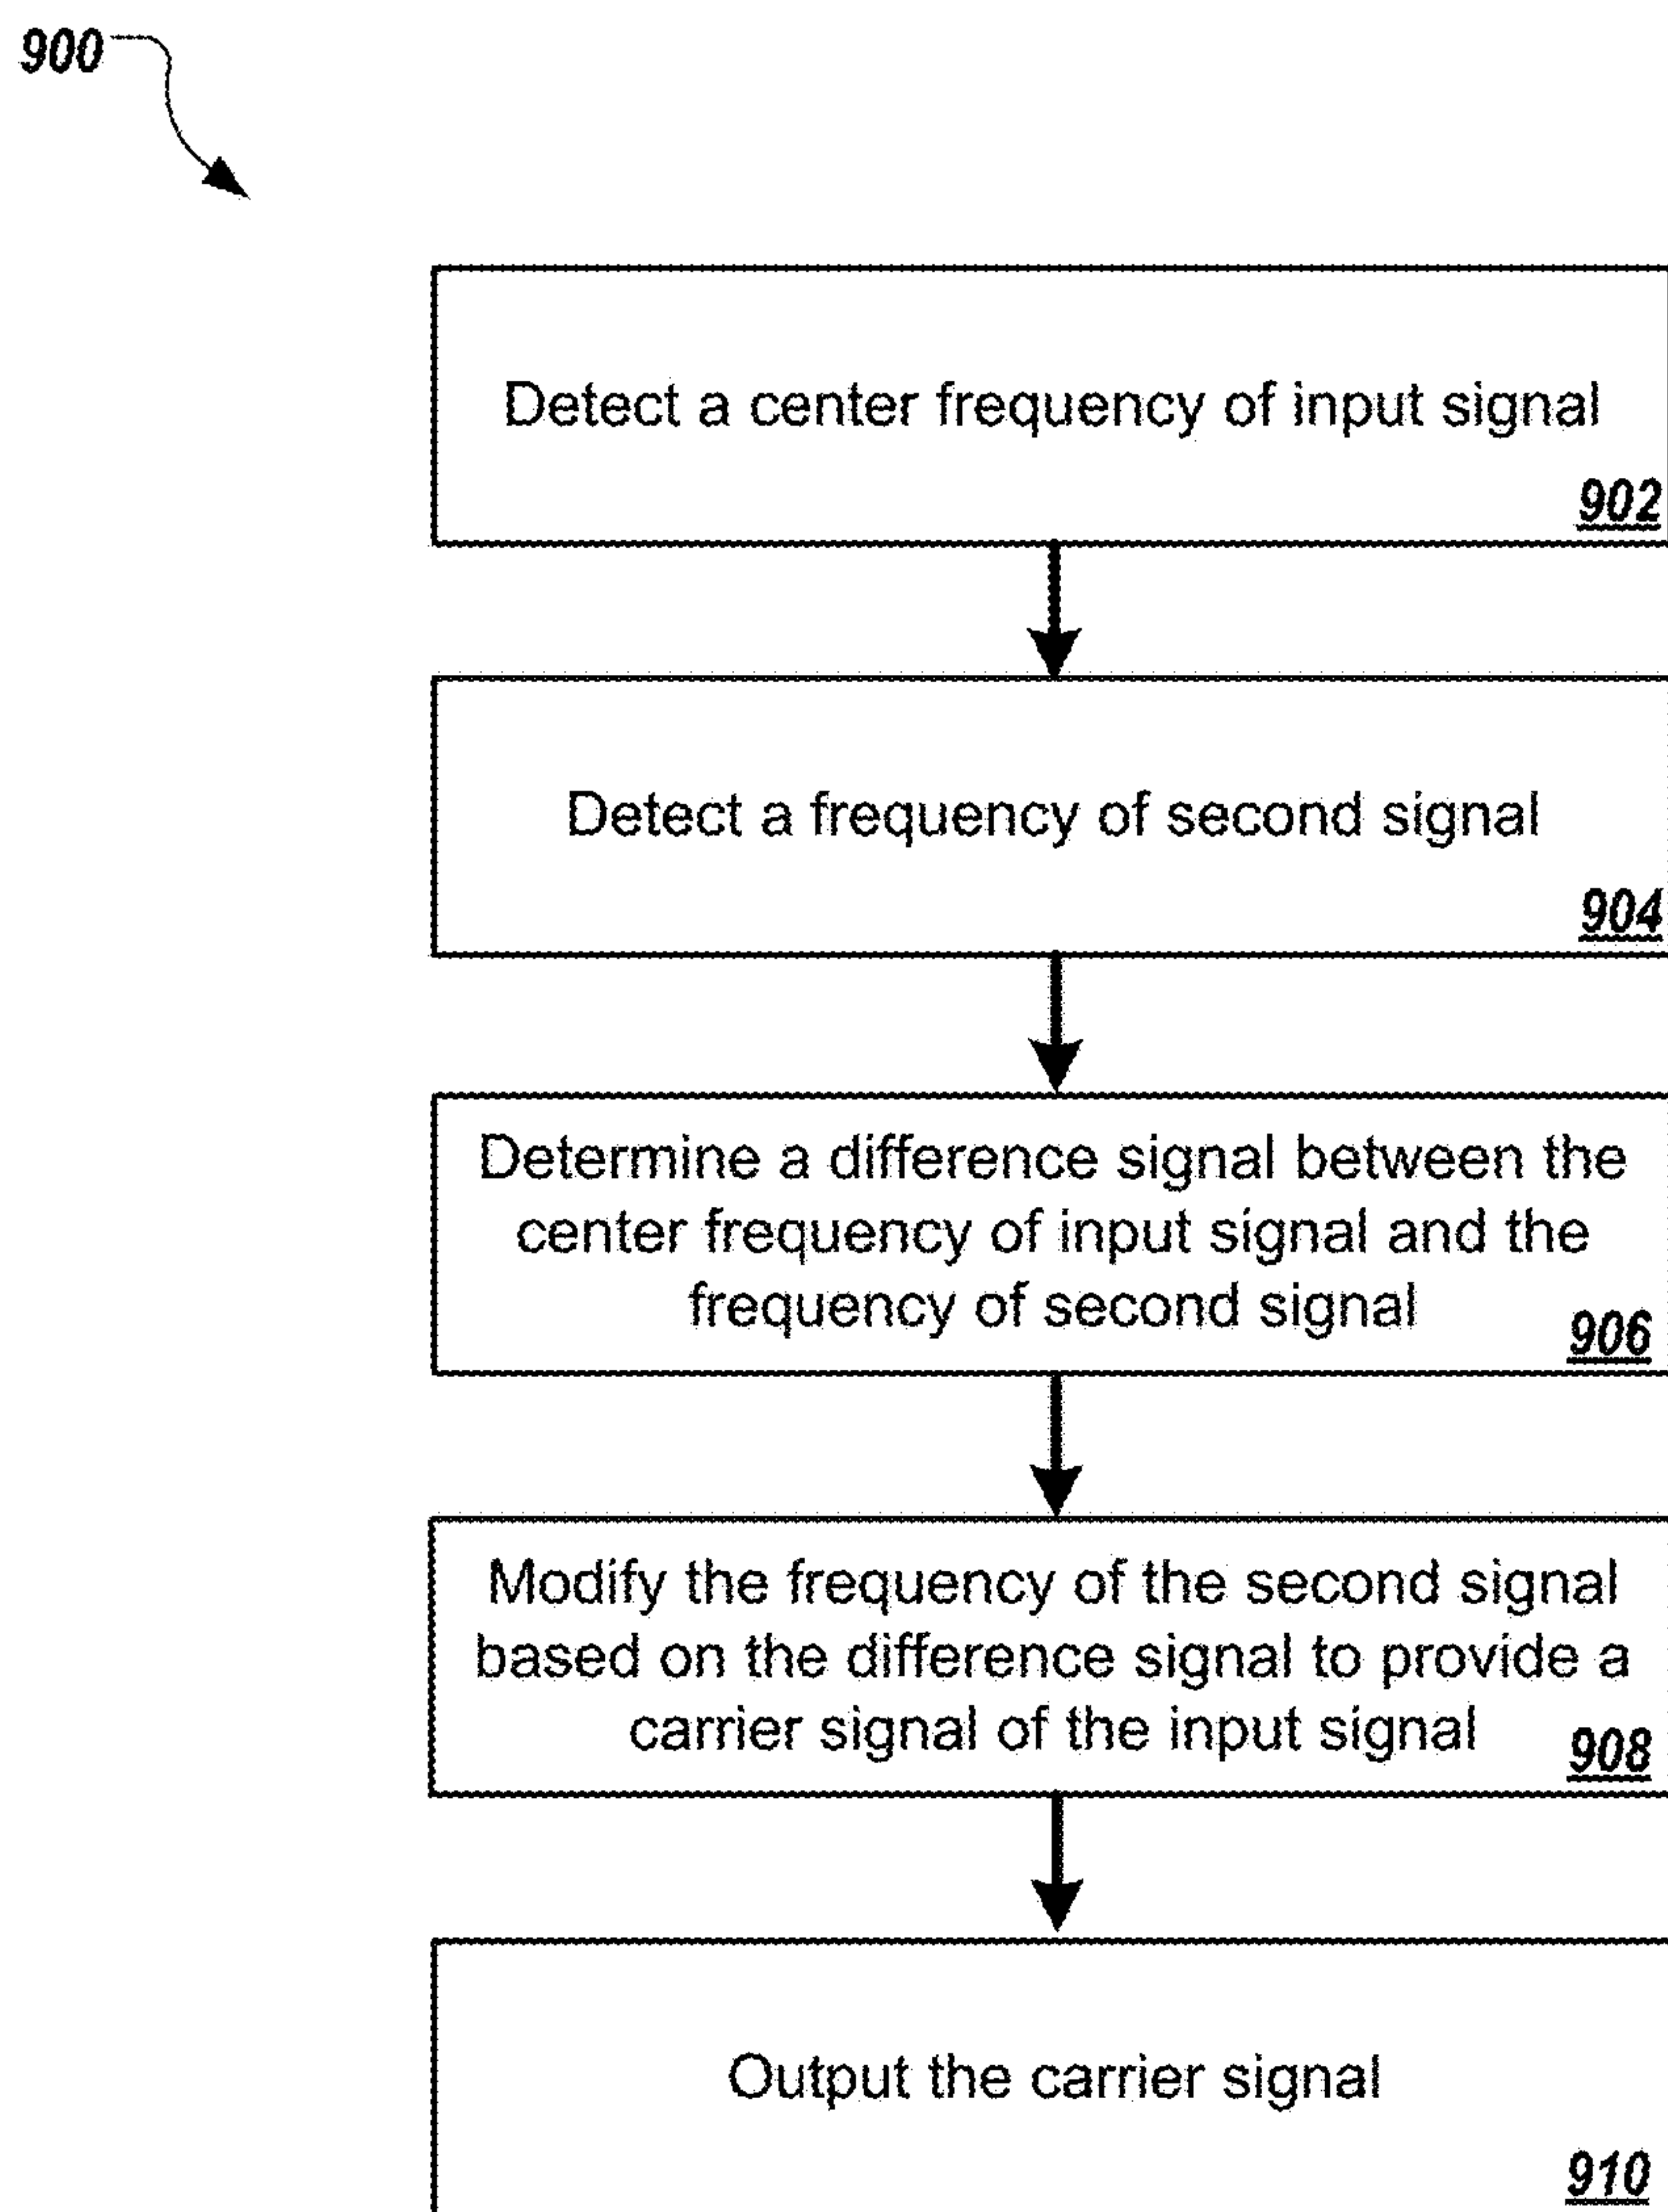 900
Detect a center frequency of input signal
902
Detect a frequency of second signal
904
Determine a difference signal between the
center frequency of input signal and the
frequency of second signal
906
Modify the frequency of the second signal
based on the difference signal to provide a
carrier signal of the input signal
908
Output the carrier signal
910